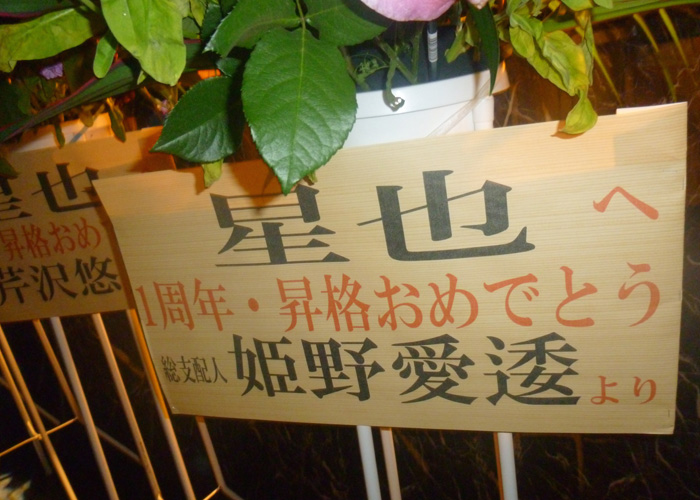 星也へ
1周年・昇格おめでとう
総支配人 姫野愛逶より
星也
昇格おめ
芹沢悠